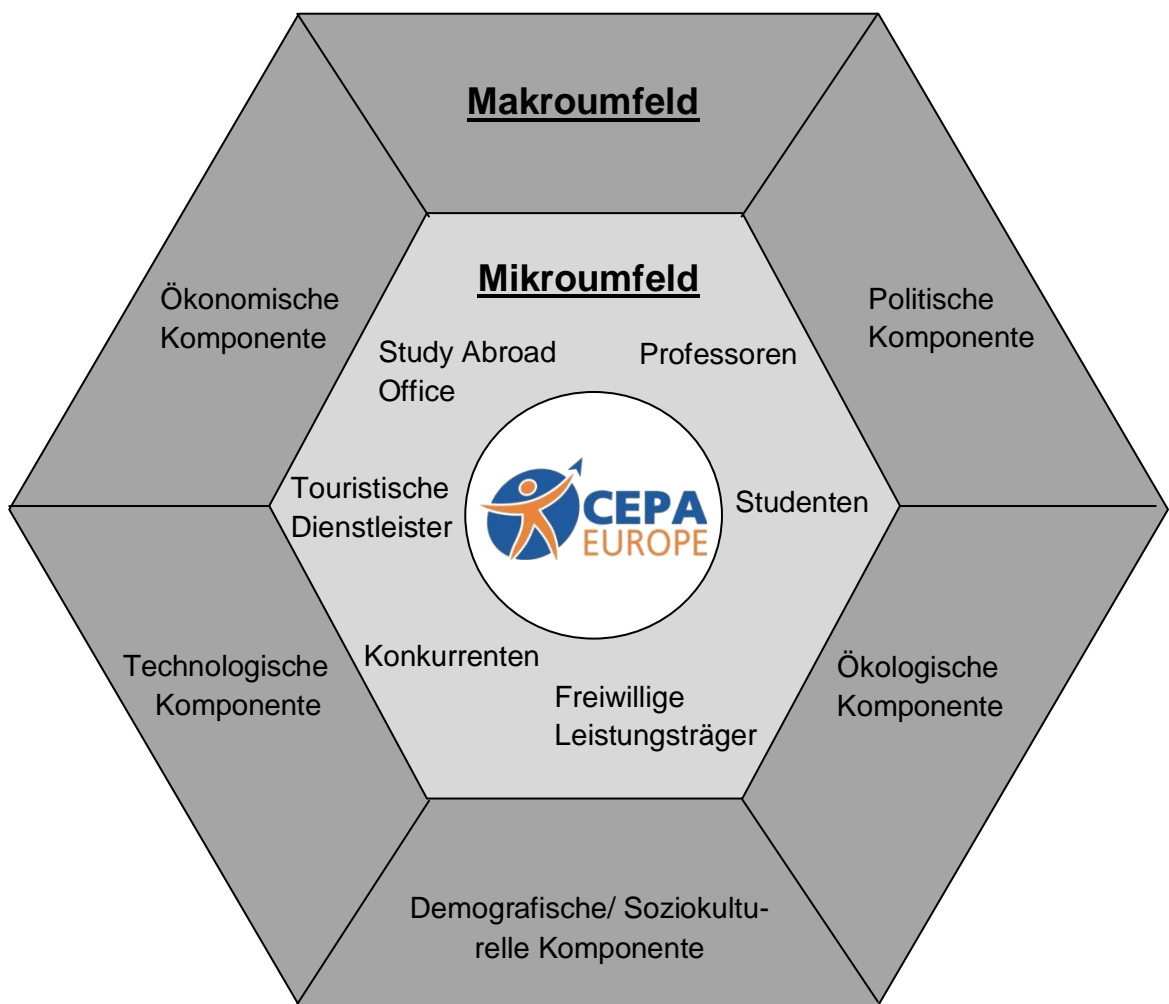 Makroumfeld
Mikroumfeld
Ökonomische
Komponente
Politische
Komponente
Study Abroad
Office
Professoren
Touristische
Dienstleister
CEPA
EUROPE
Studenten
Konkurrenten
Freiwillige
Leistungsträger
Technologische
Komponente
Ökologische
Komponente
Demografische/ Soziokultu-
relle Komponente